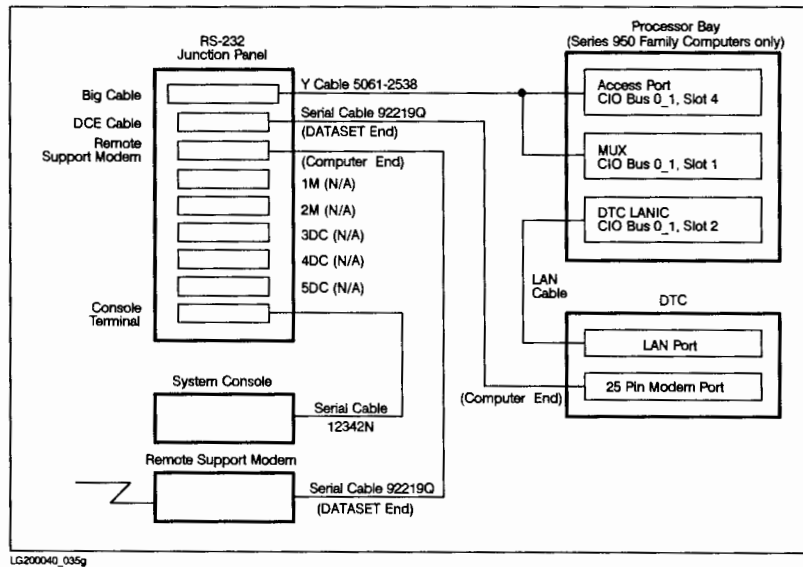 RS-232
Junction Panel
Processor Bay
(Series 950 Family Computers only)
Big Cable
Y Cable 5061-2538
Access Port
CIO Bus 0_1, Slot 4
DCE Cable
Serial Cable 92219Q
(DATASET End)
Remote
Support Modem
(Computer End)
MUX
CIO Bus 0_1, Slot 1
1M (N/A)
2M (N/A)
3DC (N/A)
4DC (N/A)
5DC (N/A)
DTC LANIC
CIO Bus 0_1, Slot 2
LAN
Cable
Console
Terminal
DTC
LAN Port
25 Pin Modem Port
(Computer End)
System Console
Serial Cable
12342N
Remote Support Modem
Serial Cable 92219Q
(DATASET End)
LG200040_035g